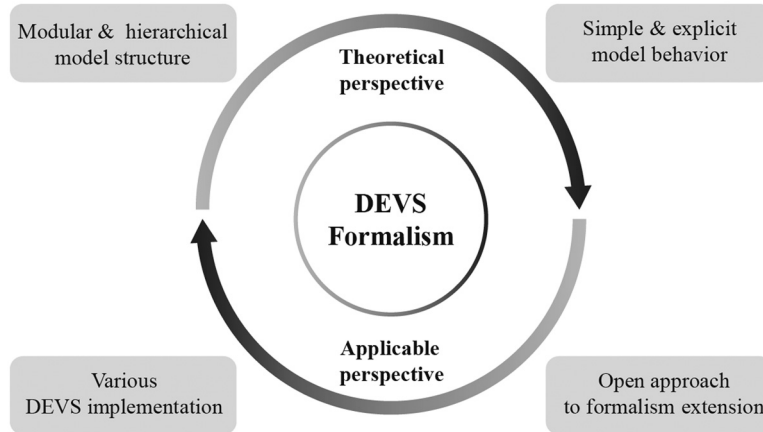 Modular & hierarchical
model structure
Simple & explicit
model behavior
Theoretical
perspective
DEVS
Formalism
Applicable
perspective
Various
DEVS implementation
Open approach
to formalism extension